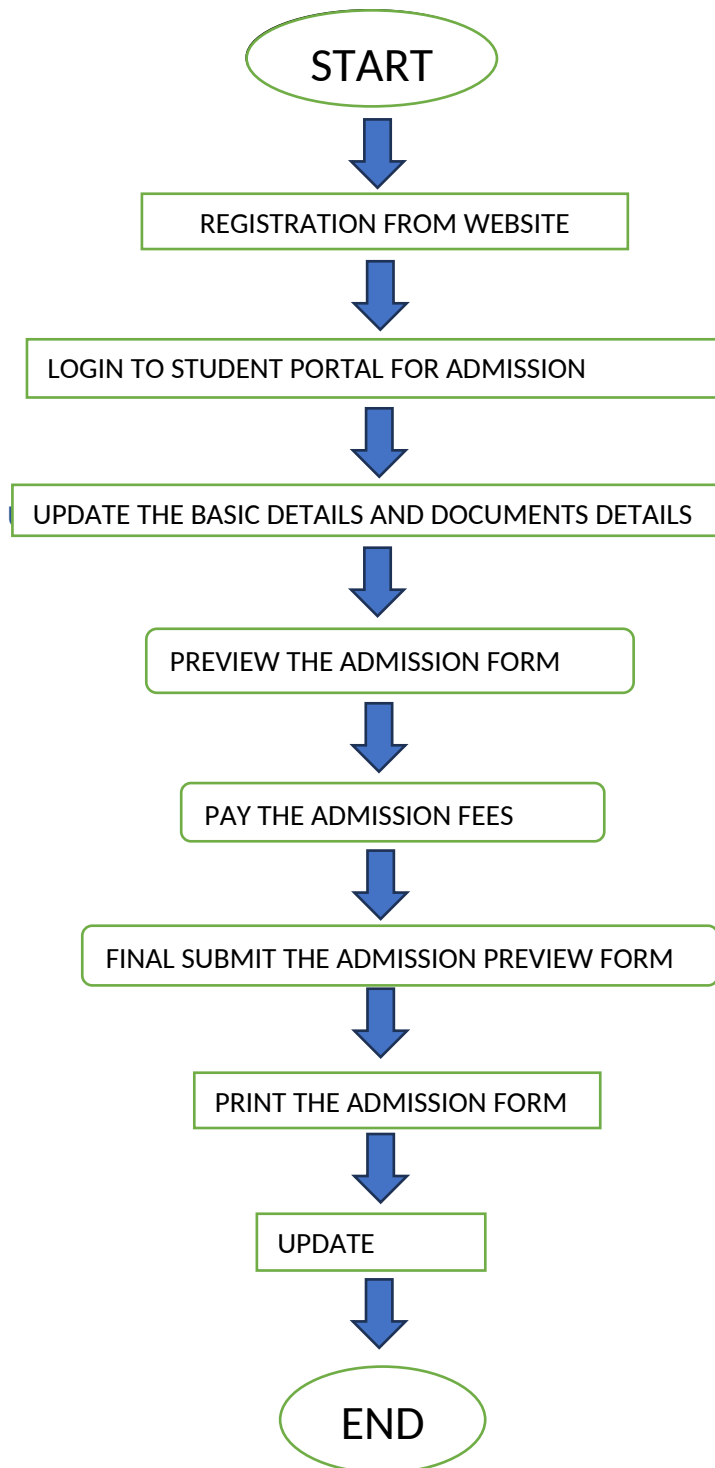 START
REGISTRATION FROM WEBSITE
LOGIN TO STUDENT PORTAL FOR ADMISSION
UPDATE THE BASIC DETAILS AND DOCUMENTS DETAILS
PREVIEW THE ADMISSION FORM
PAY THE ADMISSION FEES
FINAL SUBMIT THE ADMISSION PREVIEW FORM
PRINT THE ADMISSION FORM
UPDATE
END